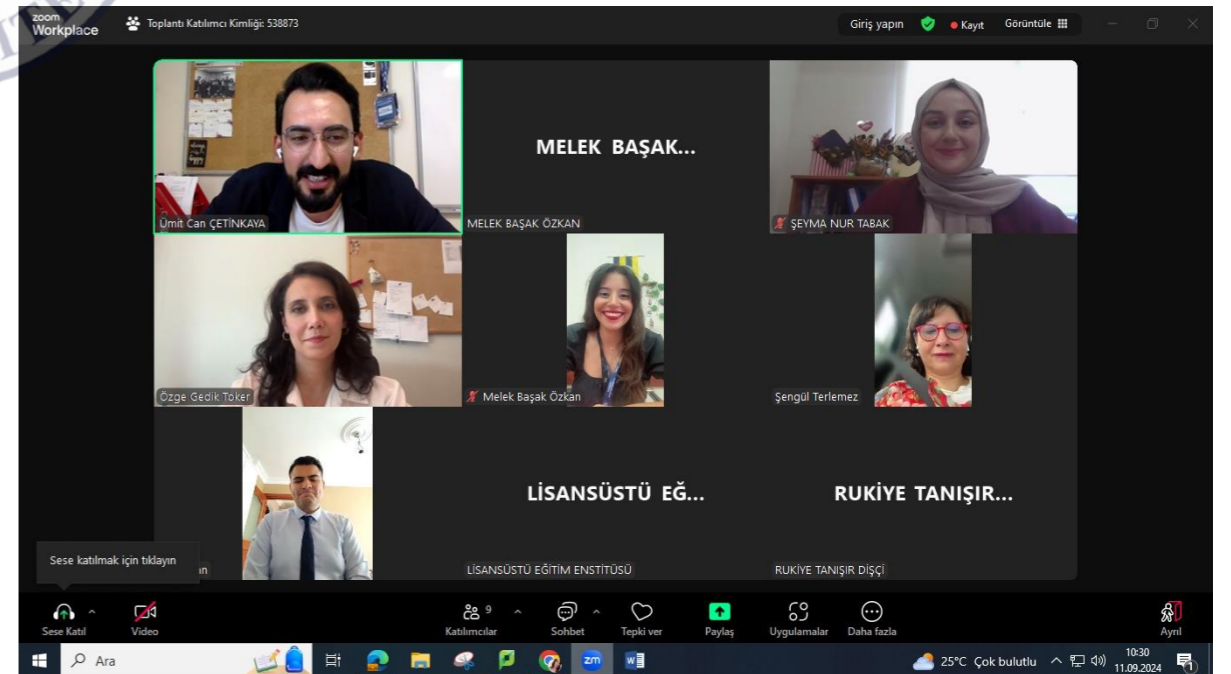 zoom
Workplace
Toplantı Katılımcı Kimliği: 538873
Giriş yapın
Kayıt
Görüntüle
Ümit Can ÇETİNKAYA
MELEK BAŞAK...
MELEK BAŞAK ÖZKAN
ŞEYMA NUR TABAK
Özge Gedik Toker
Melek Başak Özkan
Şengül Terlemez
LİSANSÜSTÜ EĞ...
LİSANSÜSTÜ EĞİTİM ENSTİTÜSÜ
RUKİYE TANIŞIR...
RUKİYE TANIŞIR DİŞÇİ
Sese katılmak için tıklayın
Sese Katıl
Video
9
Katılımcılar
Sohbet
Tepki ver
Paylaş
Uygulamalar
Daha fazla
Ayrıl
Ara
zm
25°C Çok bulutlu
10:30
11.09.2024